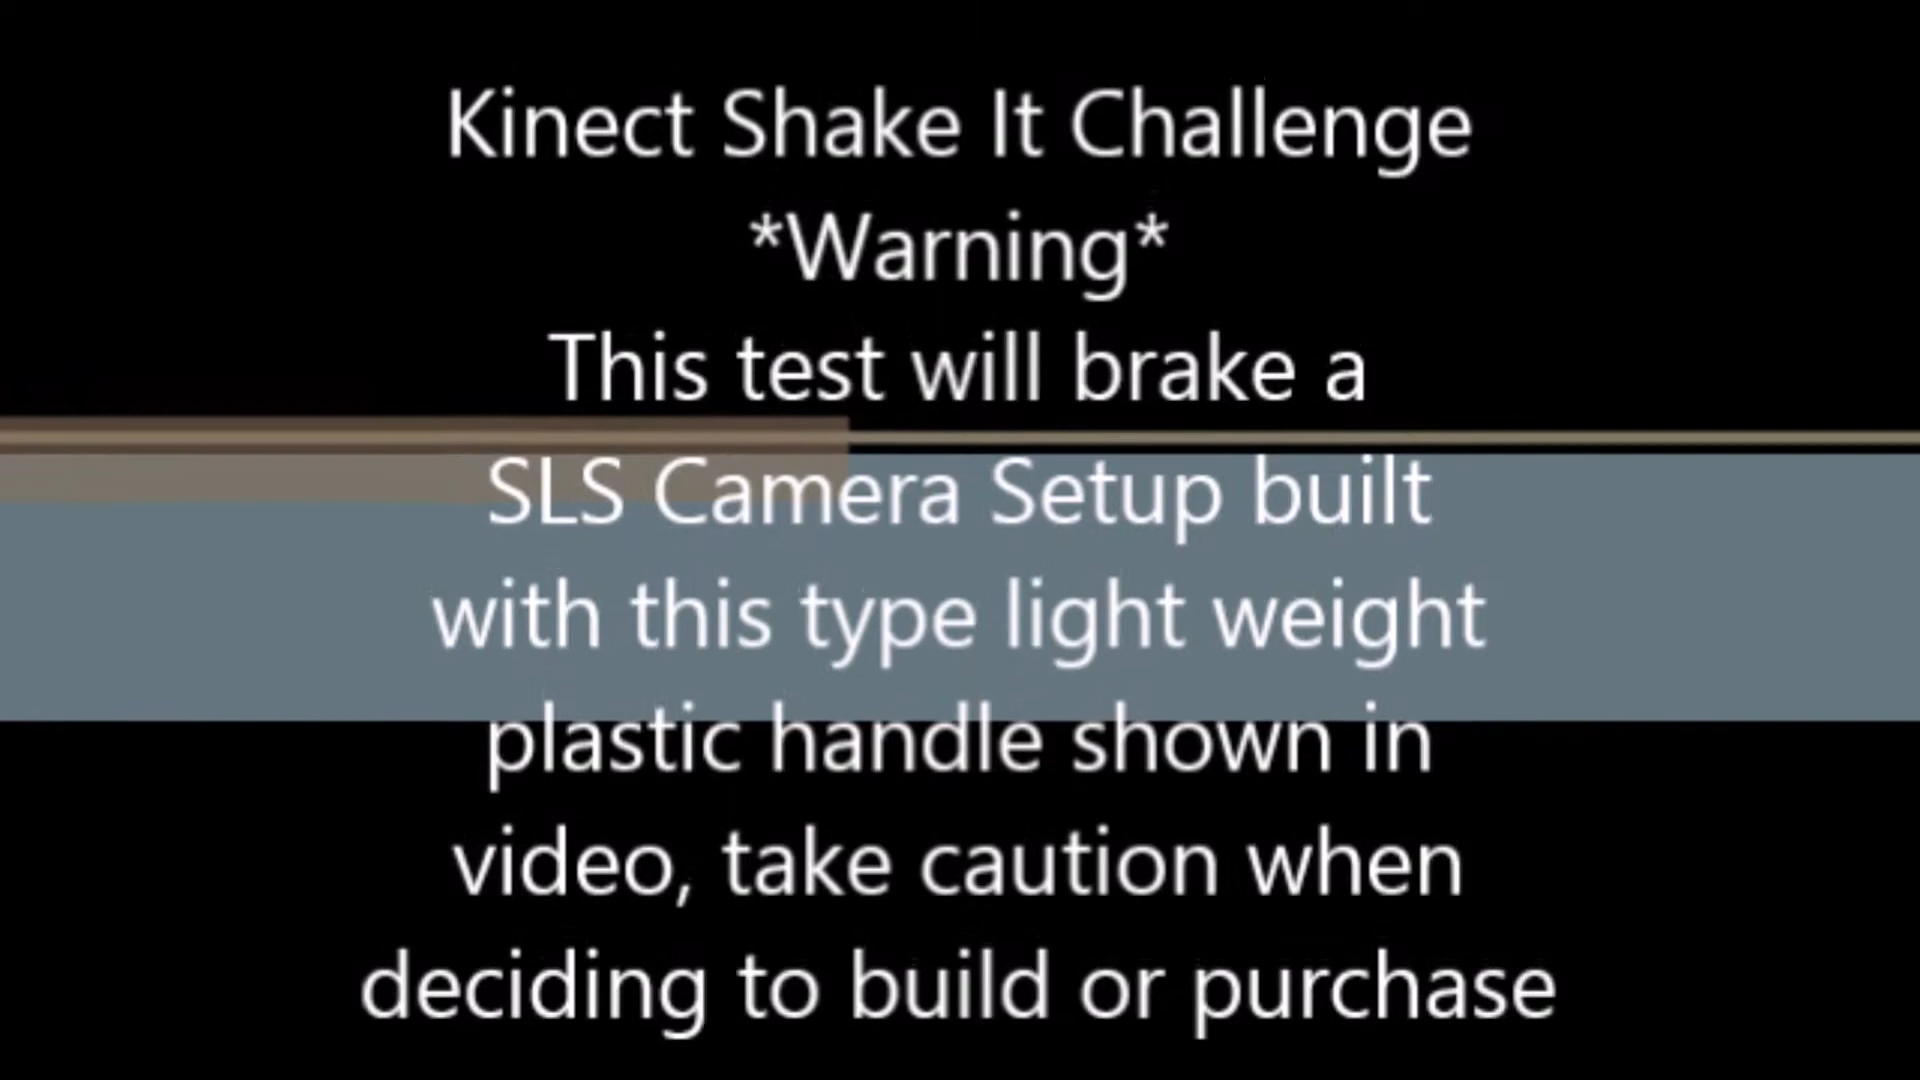 Kinect Shake It Challenge
*Warning*
This test will brake a
SLS Camera Setup built
with this type light weight
plastic handle shown in
video, take caution when
deciding to build or purchase